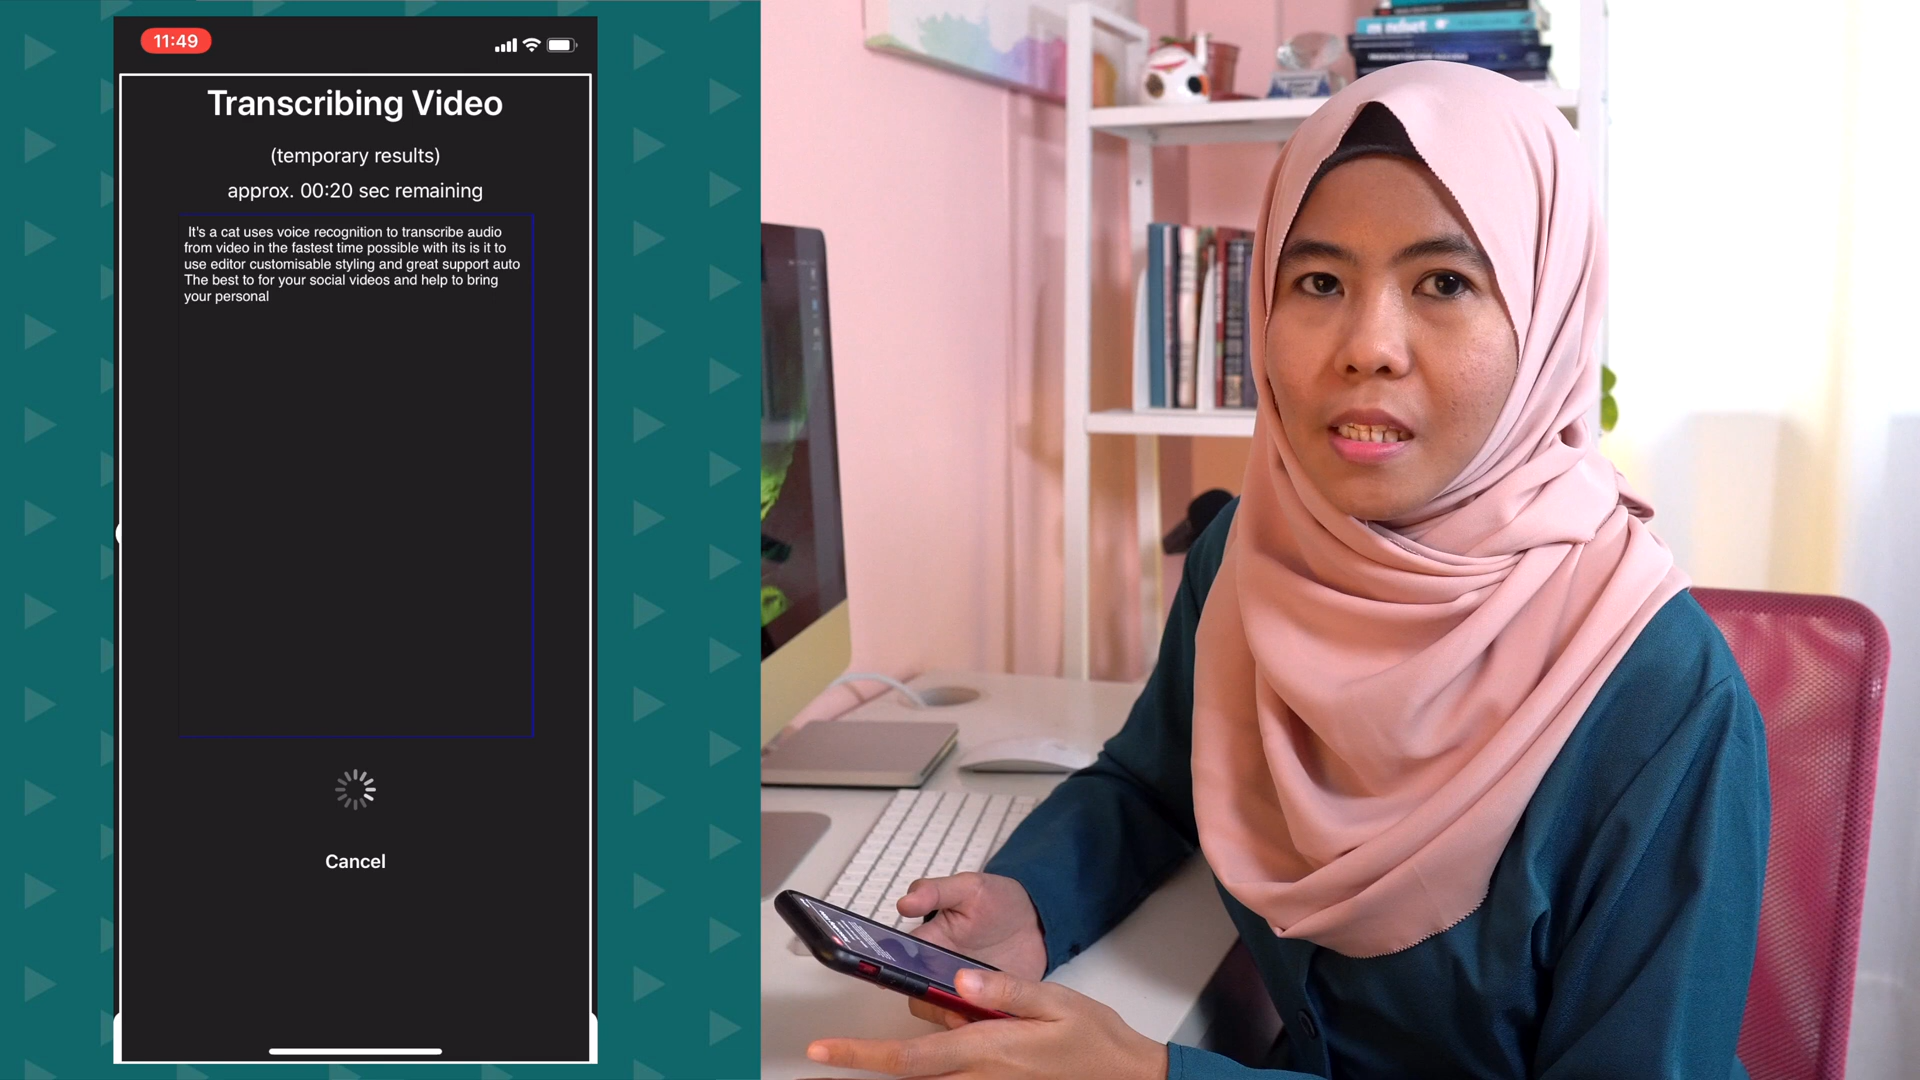 11:49
Transcribing Video
(temporary results)
approx. 00:20 sec remaining
It's a cat uses voice recognition to transcribe audio
from video in the fastest time possible with its is it to
use editor customisable styling and great support auto
The best to for your social videos and help to bring
your personal
Cancel
mindset